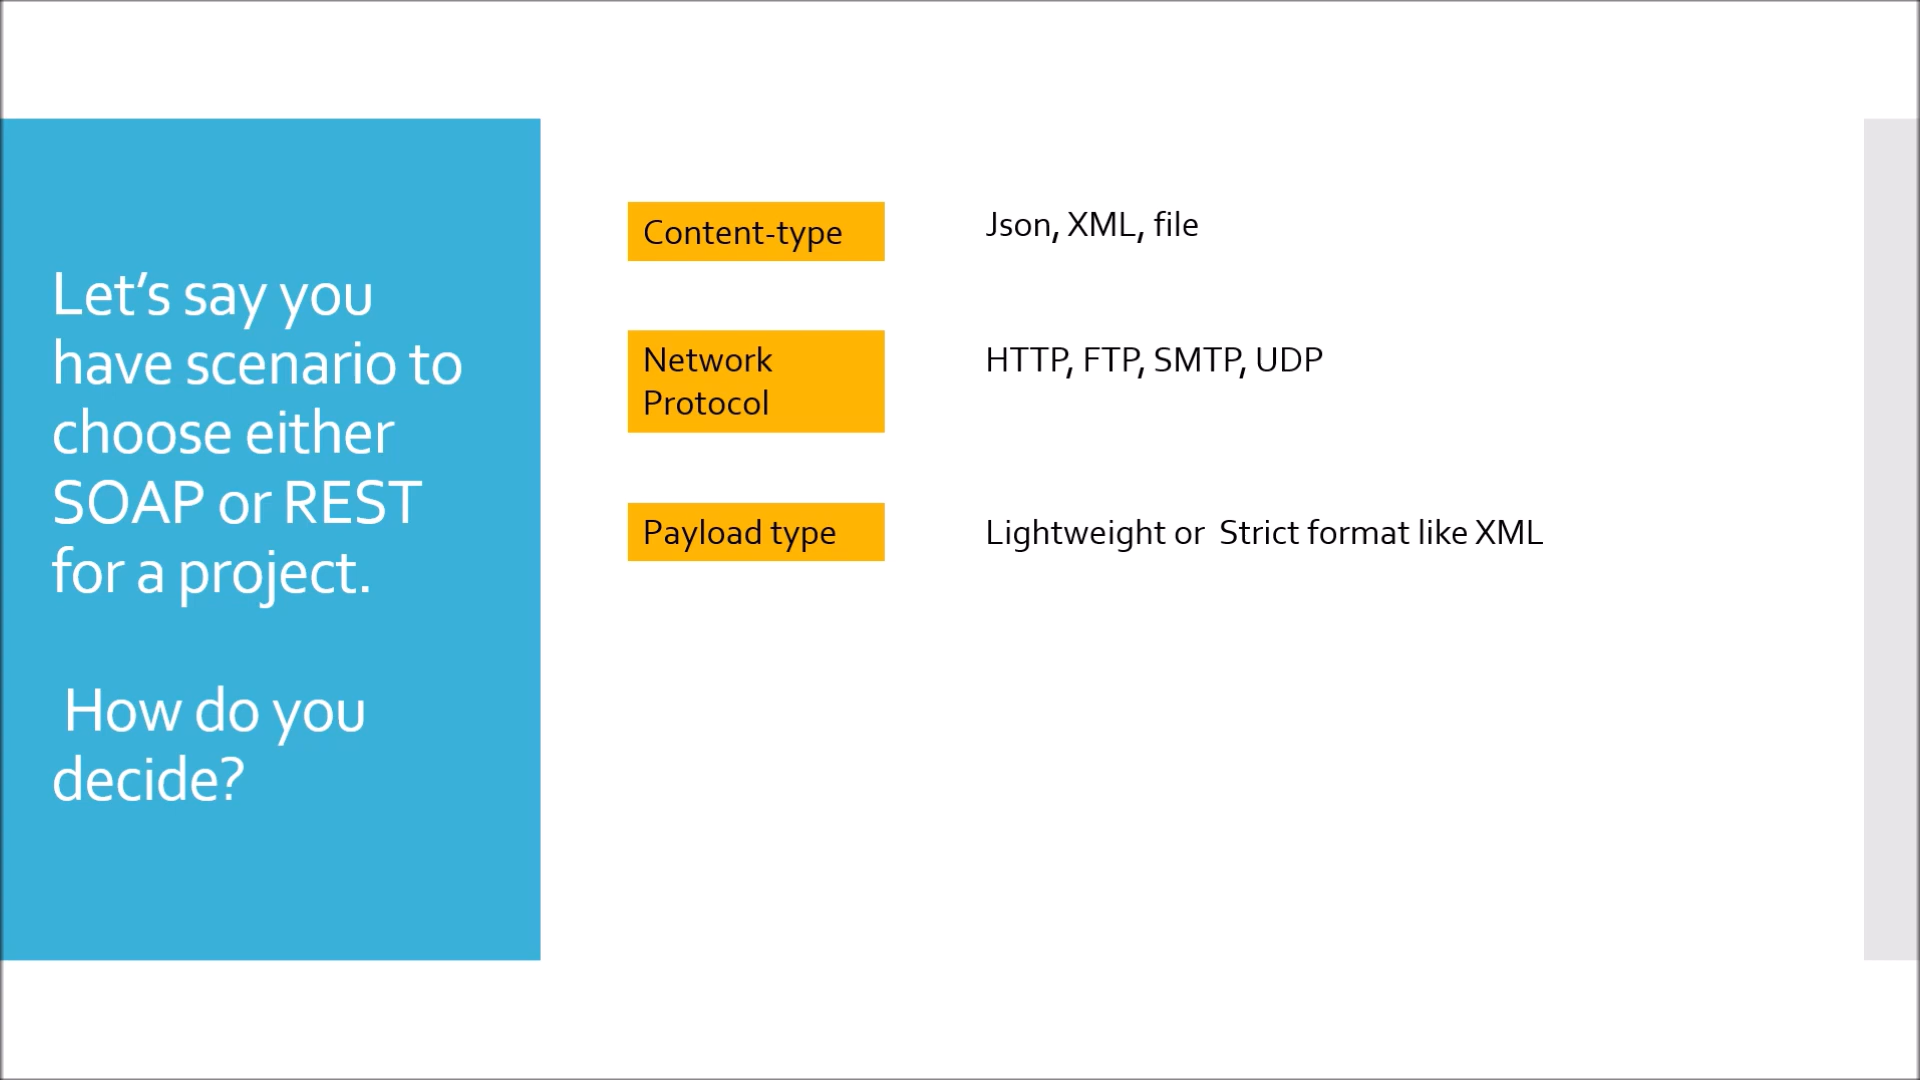 Let’s say you
have scenario to
choose either
SOAP or REST
for a project.
How do you
decide?
Content-type
Json, XML, file
Network
Protocol
HTTP, FTP, SMTP, UDP
Payload type
Lightweight or Strict format like XML